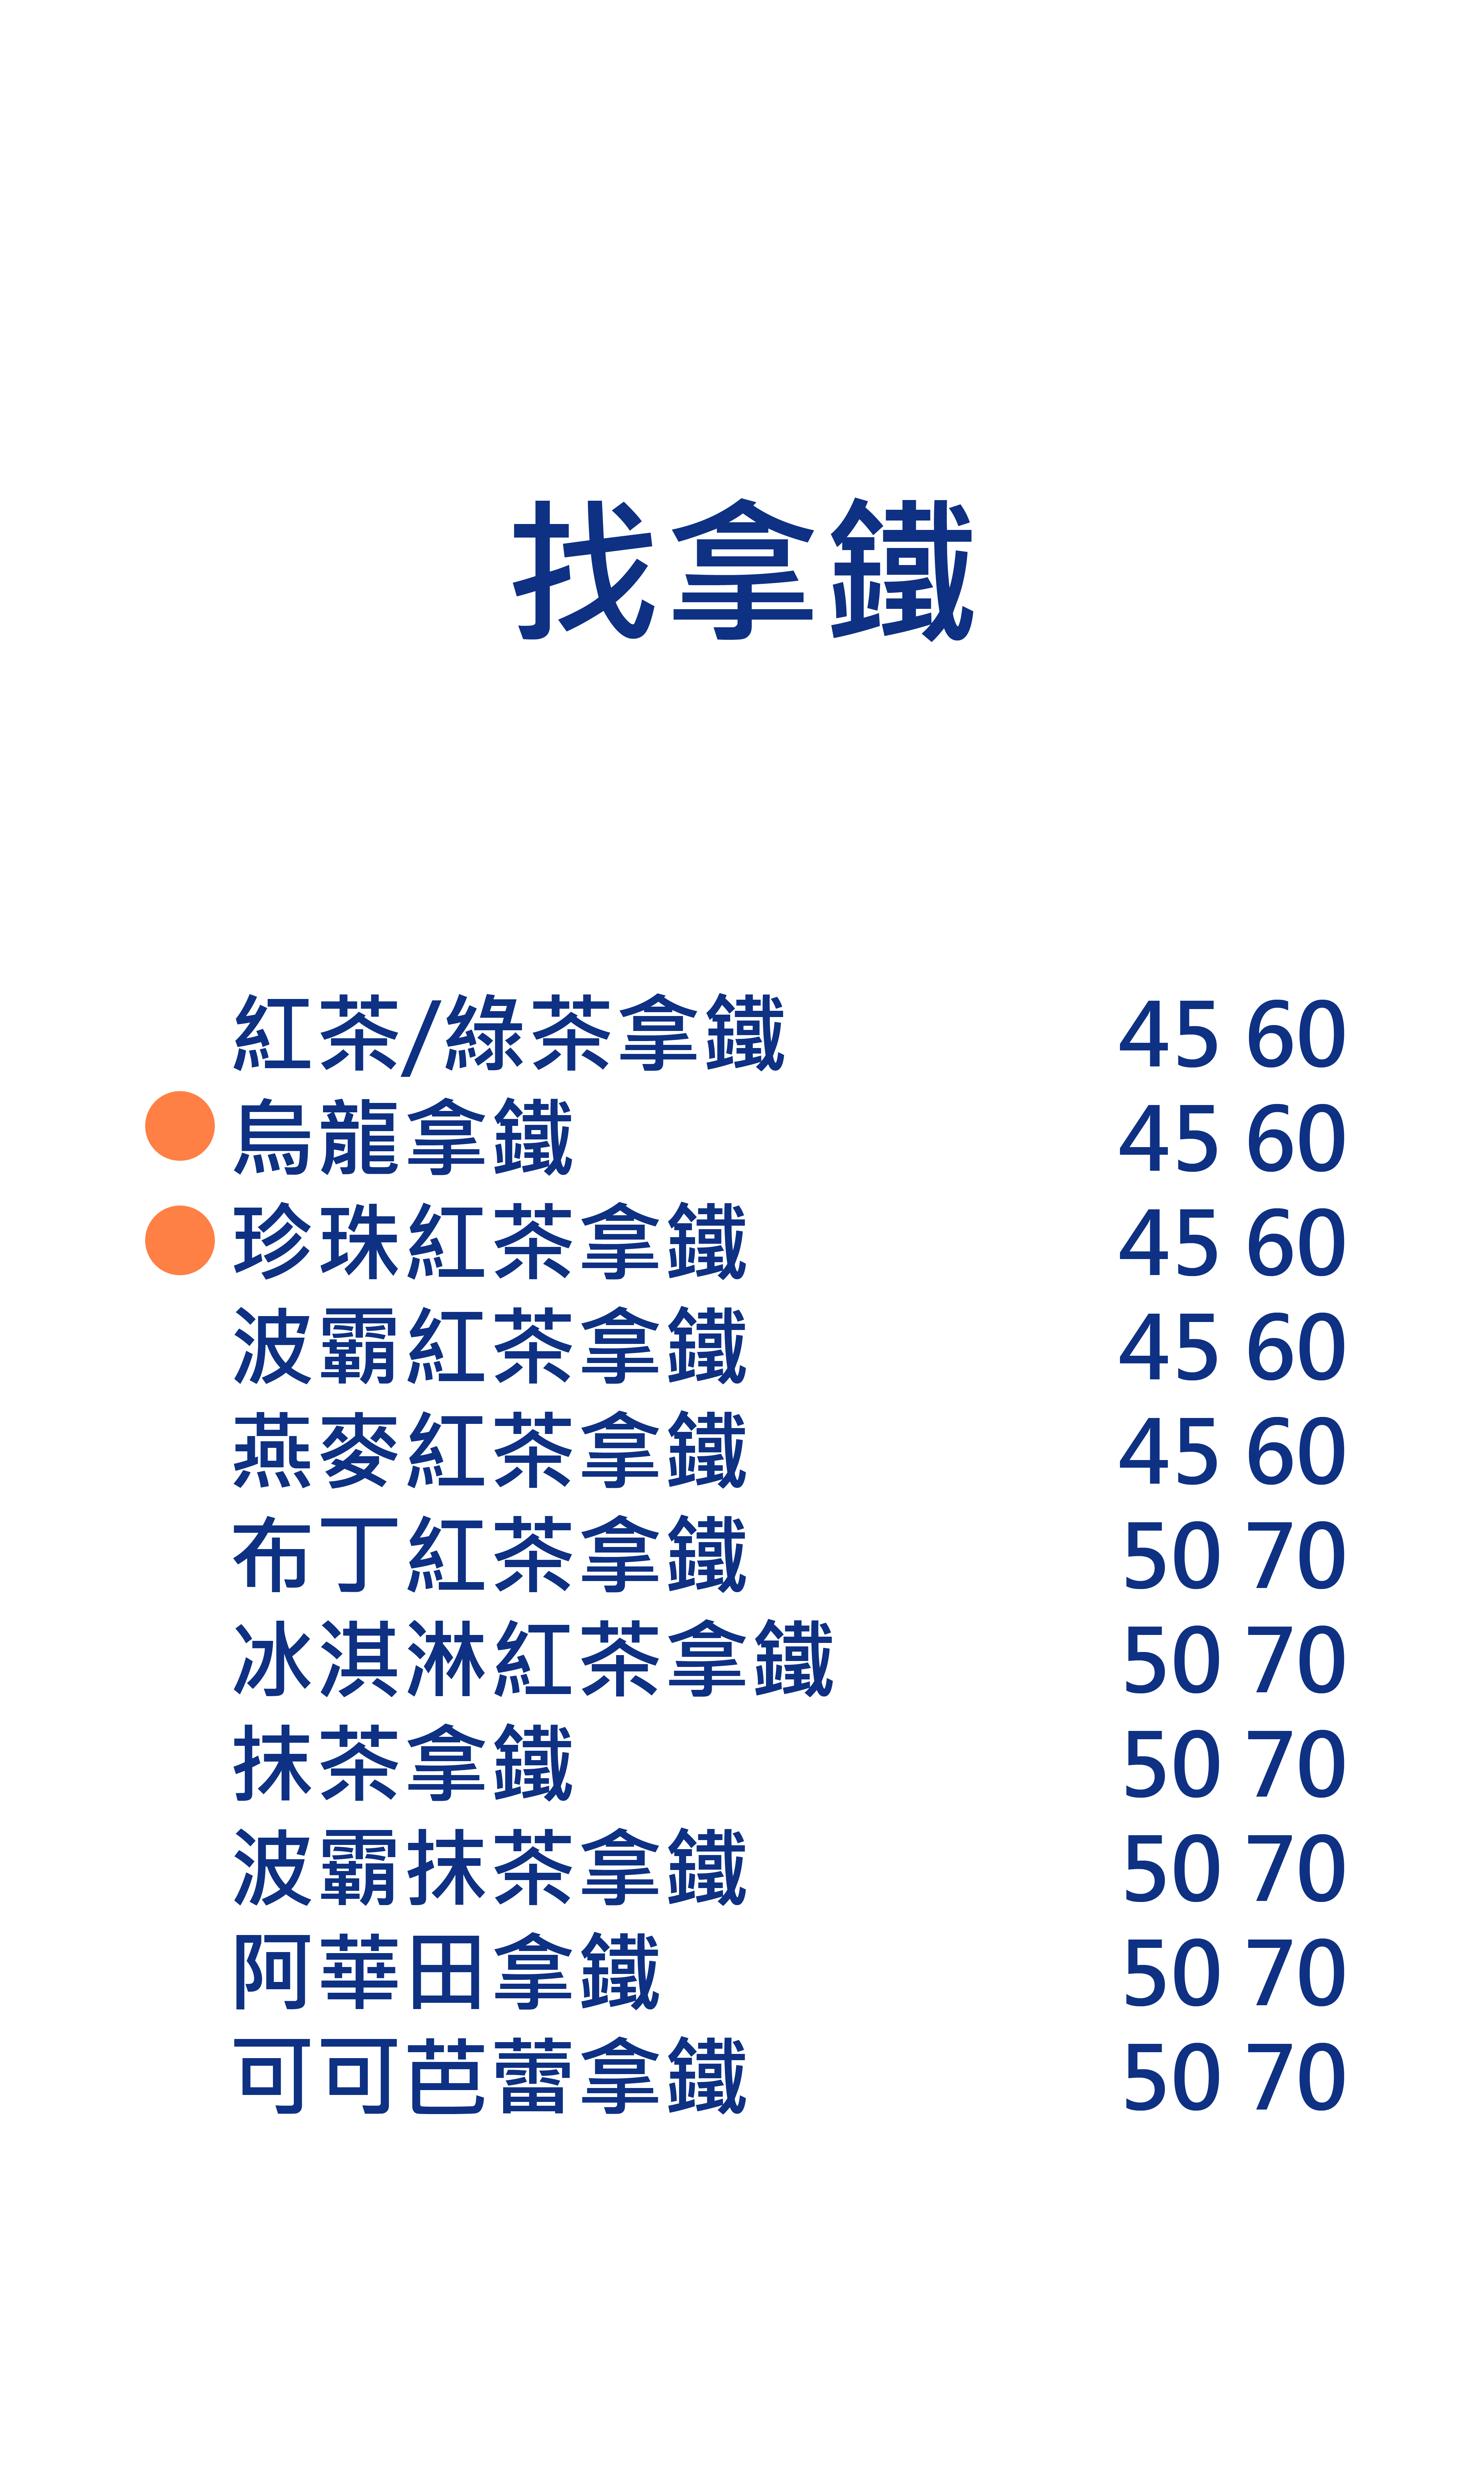 找拿鐵
紅茶/綠茶拿鐵 45 60
烏龍拿鐵 45 60
珍珠紅茶拿鐵 45 60
波霸紅茶拿鐵 45 60
燕麥紅茶拿鐵 45 60
布丁紅茶拿鐵 50 70
冰淇淋紅茶拿鐵 50 70
抹茶拿鐵 50 70
波霸抹茶拿鐵 50 70
阿華田拿鐵 50 70
可可芭蕾拿鐵 50 70